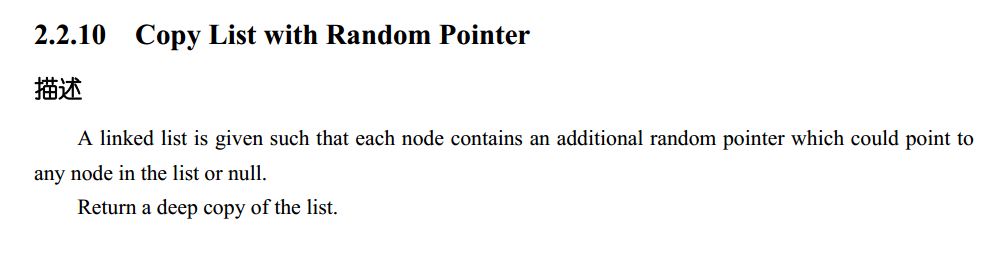 2.2.10 Copy List with Random Pointer
描述
A linked list is given such that each node contains an additional random pointer which could point to
any node in the list or null.
Return a deep copy of the list.